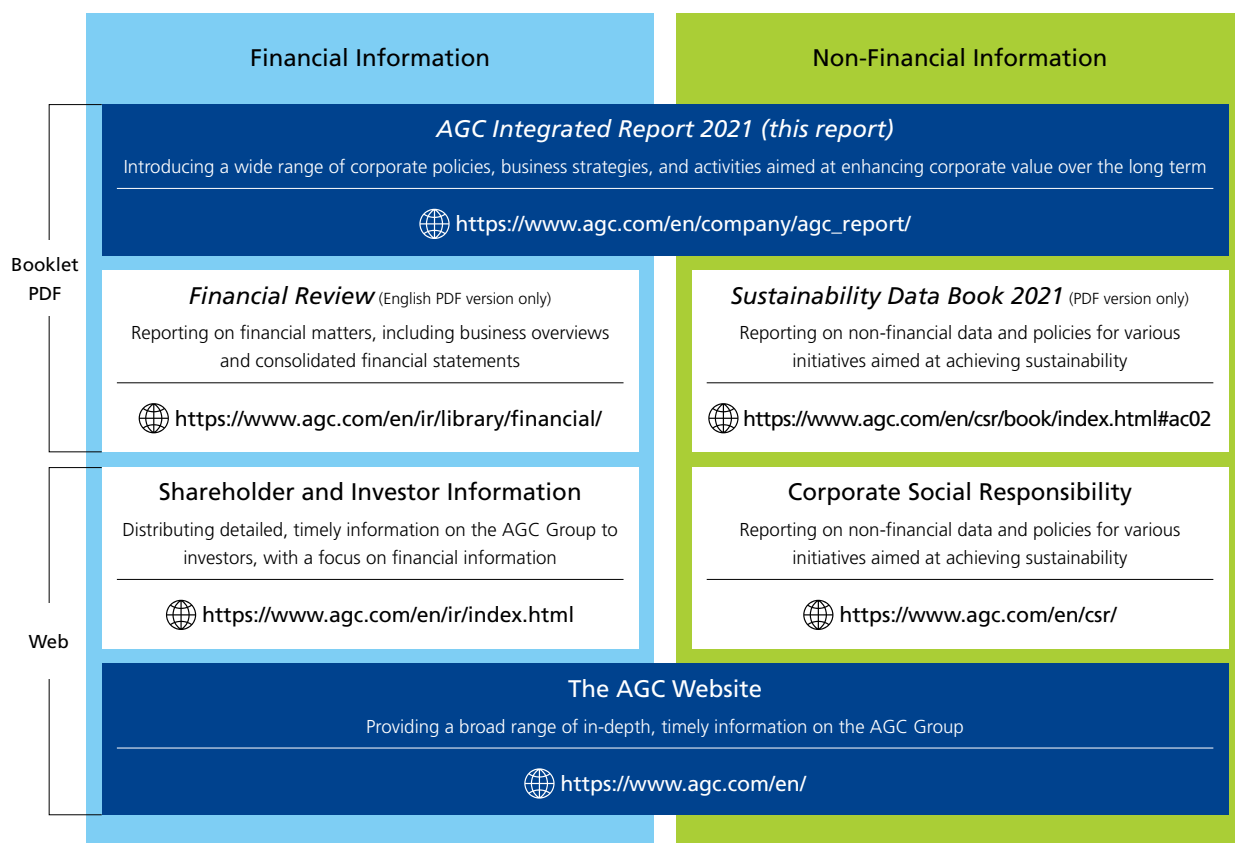 Financial Information
Non-Financial Information
Booklet
PDF
AGC Integrated Report 2021 (this report)
Introducing a wide range of corporate policies, business strategies, and activities aimed at enhancing corporate value over the long term
https://www.agc.com/en/company/agc_report/
Financial Review (English PDF version only)
Reporting on financial matters, including business overviews
and consolidated financial statements
https://www.agc.com/en/ir/library/financial/
Sustainability Data Book 2021 (PDF version only)
Reporting on non-financial data and policies for various
initiatives aimed at achieving sustainability
https://www.agc.com/en/csr/book/index.html#ac02
Web
Shareholder and Investor Information
Distributing detailed, timely information on the AGC Group to
investors, with a focus on financial information
https://www.agc.com/en/ir/index.html
Corporate Social Responsibility
Reporting on non-financial data and policies for various
initiatives aimed at achieving sustainability
https://www.agc.com/en/csr/
The AGC Website
Providing a broad range of in-depth, timely information on the AGC Group
https://www.agc.com/en/